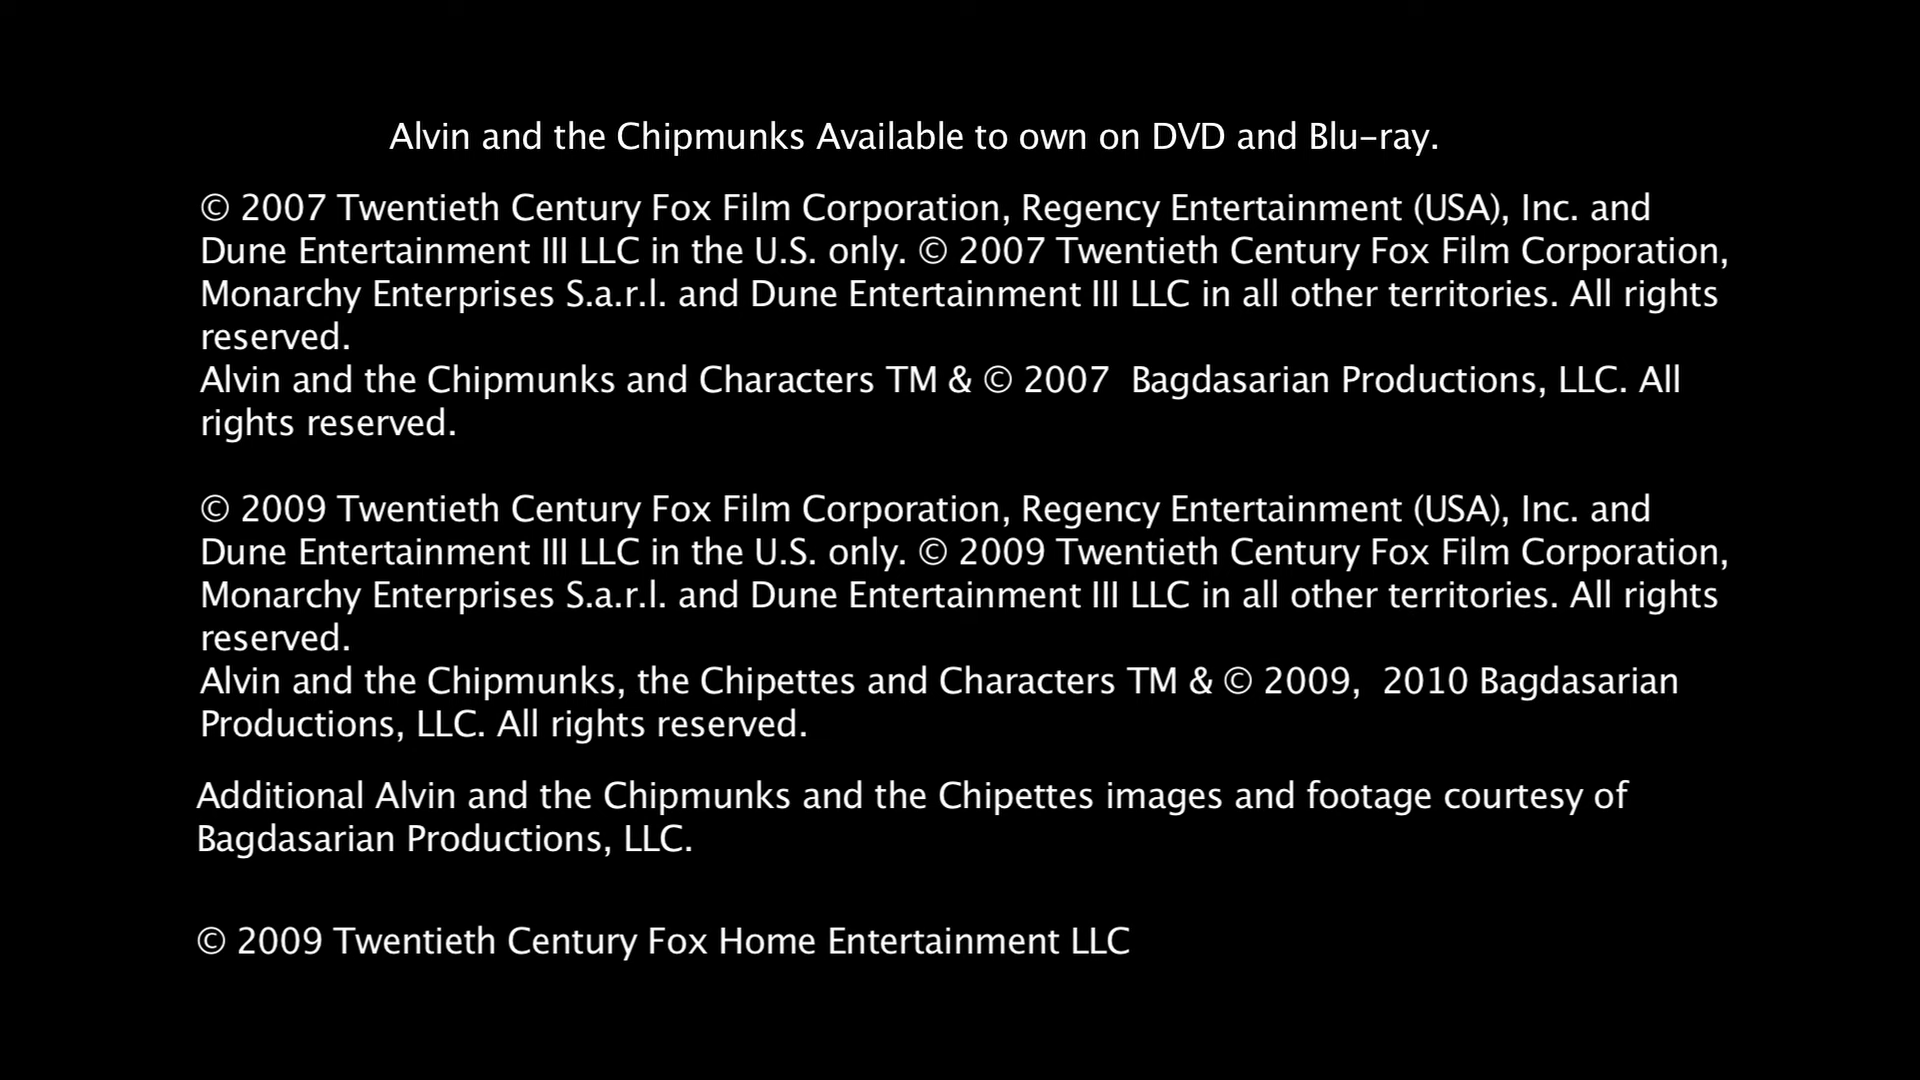 Alvin and the Chipmunks Available to own on DVD and Blu-ray.
© 2007 Twentieth Century Fox Film Corporation, Regency Entertainment (USA), Inc. and
Dune Entertainment III LLC in the U.S. only. © 2007 Twentieth Century Fox Film Corporation,
Monarchy Enterprises S.a.r.l. and Dune Entertainment III LLC in all other territories. All rights
reserved.
Alvin and the Chipmunks and Characters TM & © 2007  Bagdasarian Productions, LLC. All
rights reserved.
© 2009 Twentieth Century Fox Film Corporation, Regency Entertainment (USA), Inc. and
Dune Entertainment III LLC in the U.S. only. © 2009 Twentieth Century Fox Film Corporation,
Monarchy Enterprises S.a.r.l. and Dune Entertainment III LLC in all other territories. All rights
reserved.
Alvin and the Chipmunks, the Chipettes and Characters TM & © 2009,  2010 Bagdasarian
Productions, LLC. All rights reserved.
Additional Alvin and the Chipmunks and the Chipettes images and footage courtesy of
Bagdasarian Productions, LLC.
© 2009 Twentieth Century Fox Home Entertainment LLC